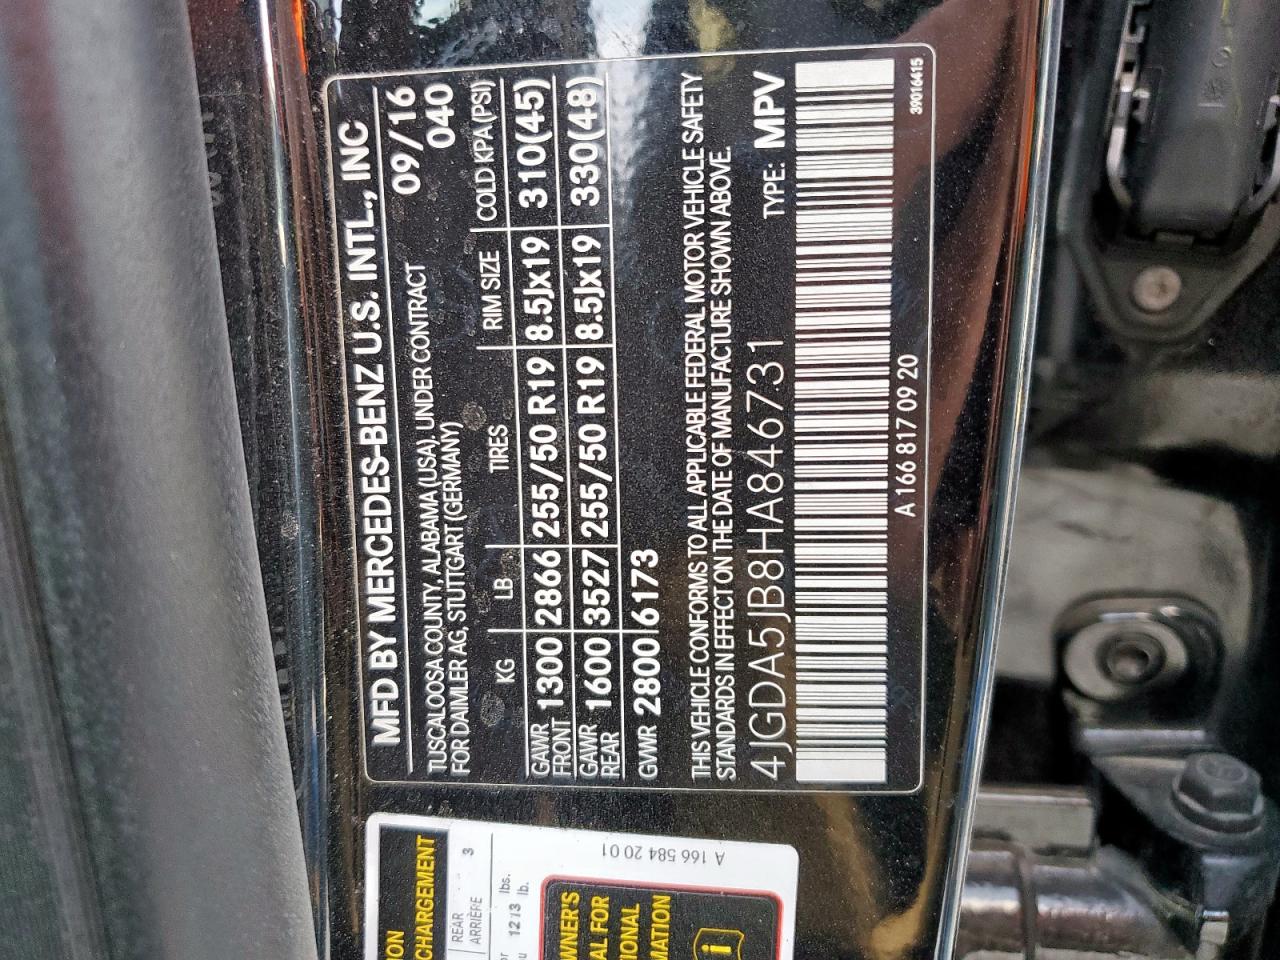 MFD BY MERCEDES-BENZ U.S. INTL., INC
TUSCALOOSA COUNTY, ALABAMA (USA), UNDER CONTRACT 09/16
FOR DAIMLER AG, STUTTGART (GERMANY) 040
KG LB TIRES RIM SIZE COLD KPA (PSI)
GAWR FRONT 1300 2866 255/50 R19 8.5Jx19 310(45)
GAWR REAR 1600 3527 255/50 R19 8.5Jx19 330(48)
GVWR 2800 6173
THIS VEHICLE CONFORMS TO ALL APPLICABLE FEDERAL MOTOR VEHICLE SAFETY
STANDARDS IN EFFECT ON THE DATE OF MANUFACTURE SHOWN ABOVE.
4JGDA5JB8HA846731 TYPE: MPV
A 166 817 09 20 39016415
CHARGEMENT
REAR 3
ARRIÈRE
1213 lbs.
lb.
A 166 584 20 01